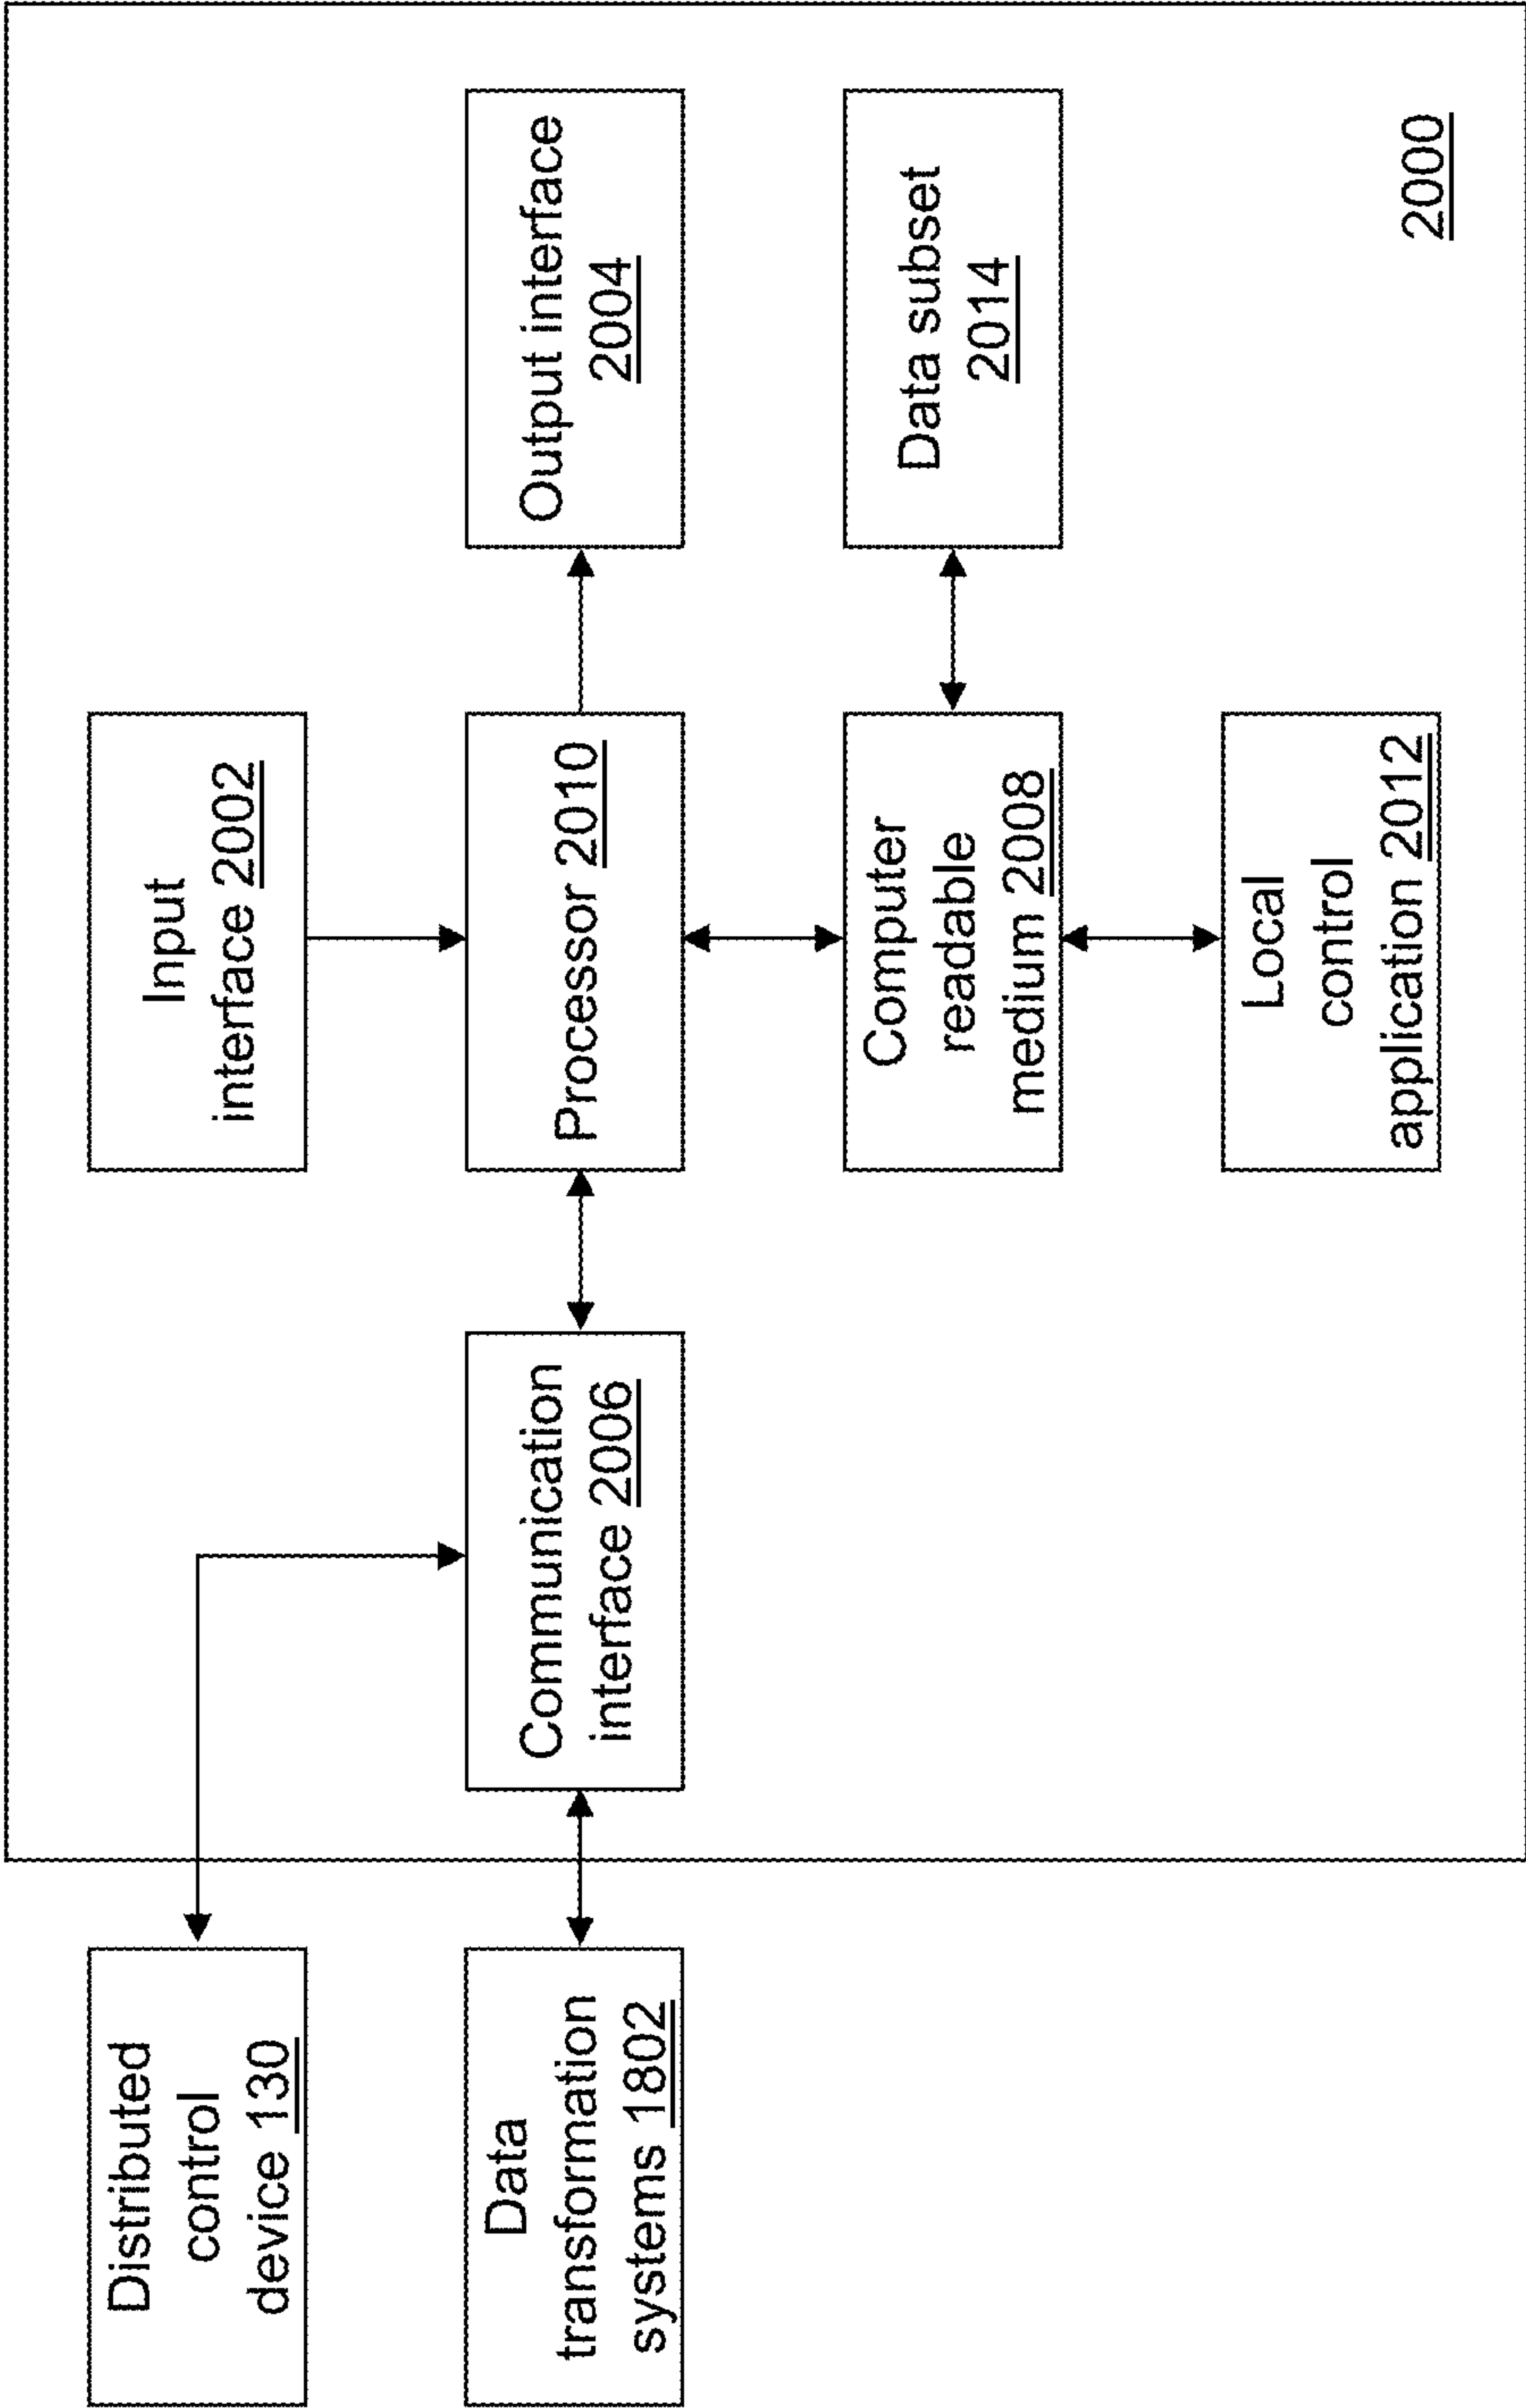 Distributed
control
device 130
Data
transformation
systems 1802
Communication
interface 2006
Input
interface 2002
Processor 2010
Computer
readable
medium 2008
Local
control
application 2012
Output interface
2004
Data subset
2014
2000